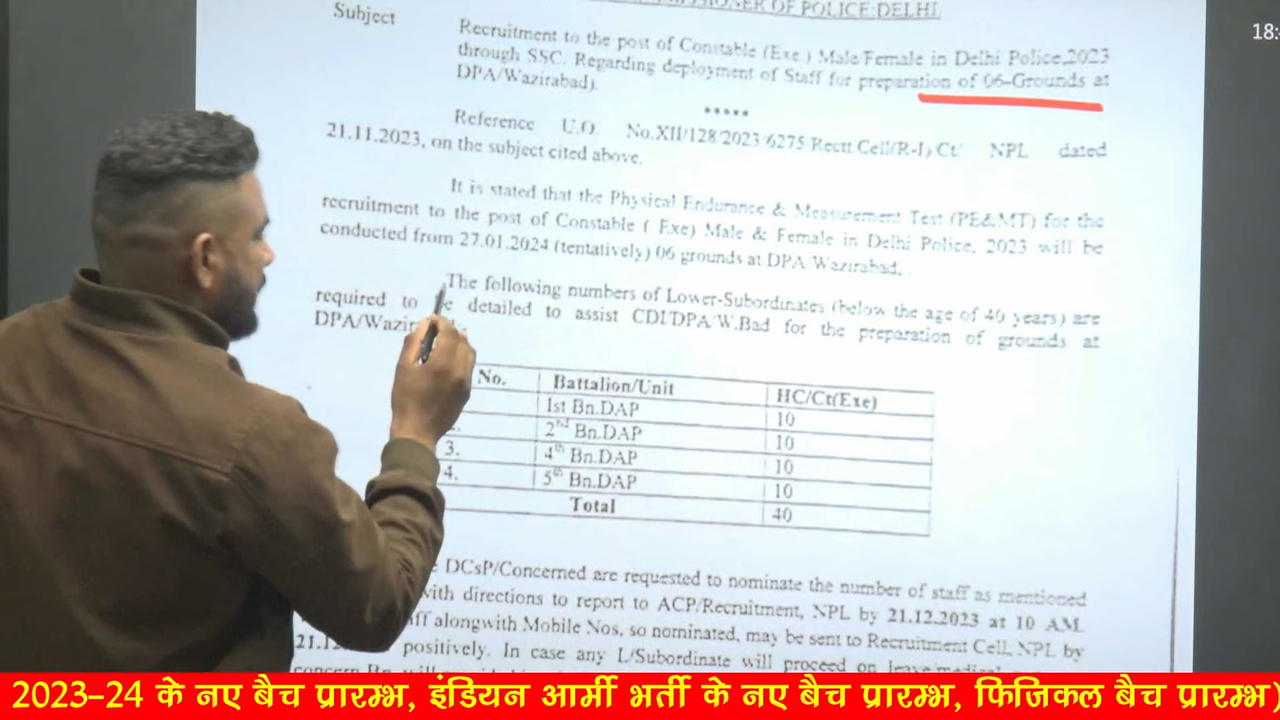 OF POLICE:DELHI.
18:
Subject
Recruitment to the post of Constable (Exe.) Male/Female in Delhi Police,2023
through SSC. Regarding deployment of Staff for preparation of 06-Grounds at
DPA/Wazirabad).
*****
Reference U.O. No.XII/128/2023/6275/Rectt.Cell/(R-I)/Ct/ NPL dated
21.11.2023, on the subject cited above.
It is stated that the Physical Endurance & Measurement Test (PE&MT) for the
recruitment to the post of Constable ( Exe) Male & Female in Delhi Police, 2023 will be
conducted from 27.01.2024 (tentatively) 06 grounds at DPA/Wazirabad,
The following numbers of Lower-Subordinates (below the age of 40 years) are
required to be detailed to assist CDI/DPA/W.Bad for the preparation of grounds at
No. Battalion/Unit HC/Ct(Exe)
1st Bn.DAP 10
2nd Bn.DAP 10
3. 4th Bn.DAP 10
4. 5th Bn.DAP 10
Total 40
DCsP/Concerned are requested to nominate the number of staff as mentioned
with directions to report to ACP/Recruitment, NPL by 21.12.2023 at 10 AM.
alongwith Mobile Nos, so nominated, may be sent to Recruitment Cell, NPL by
positively. In case any L/Subordinate will proceed on
2023-24 के नए बैच प्रारम्भ, इंडियन आर्मी भर्ती के नए बैच प्रारम्भ, फिजिकल बैच प्रारम्भ)